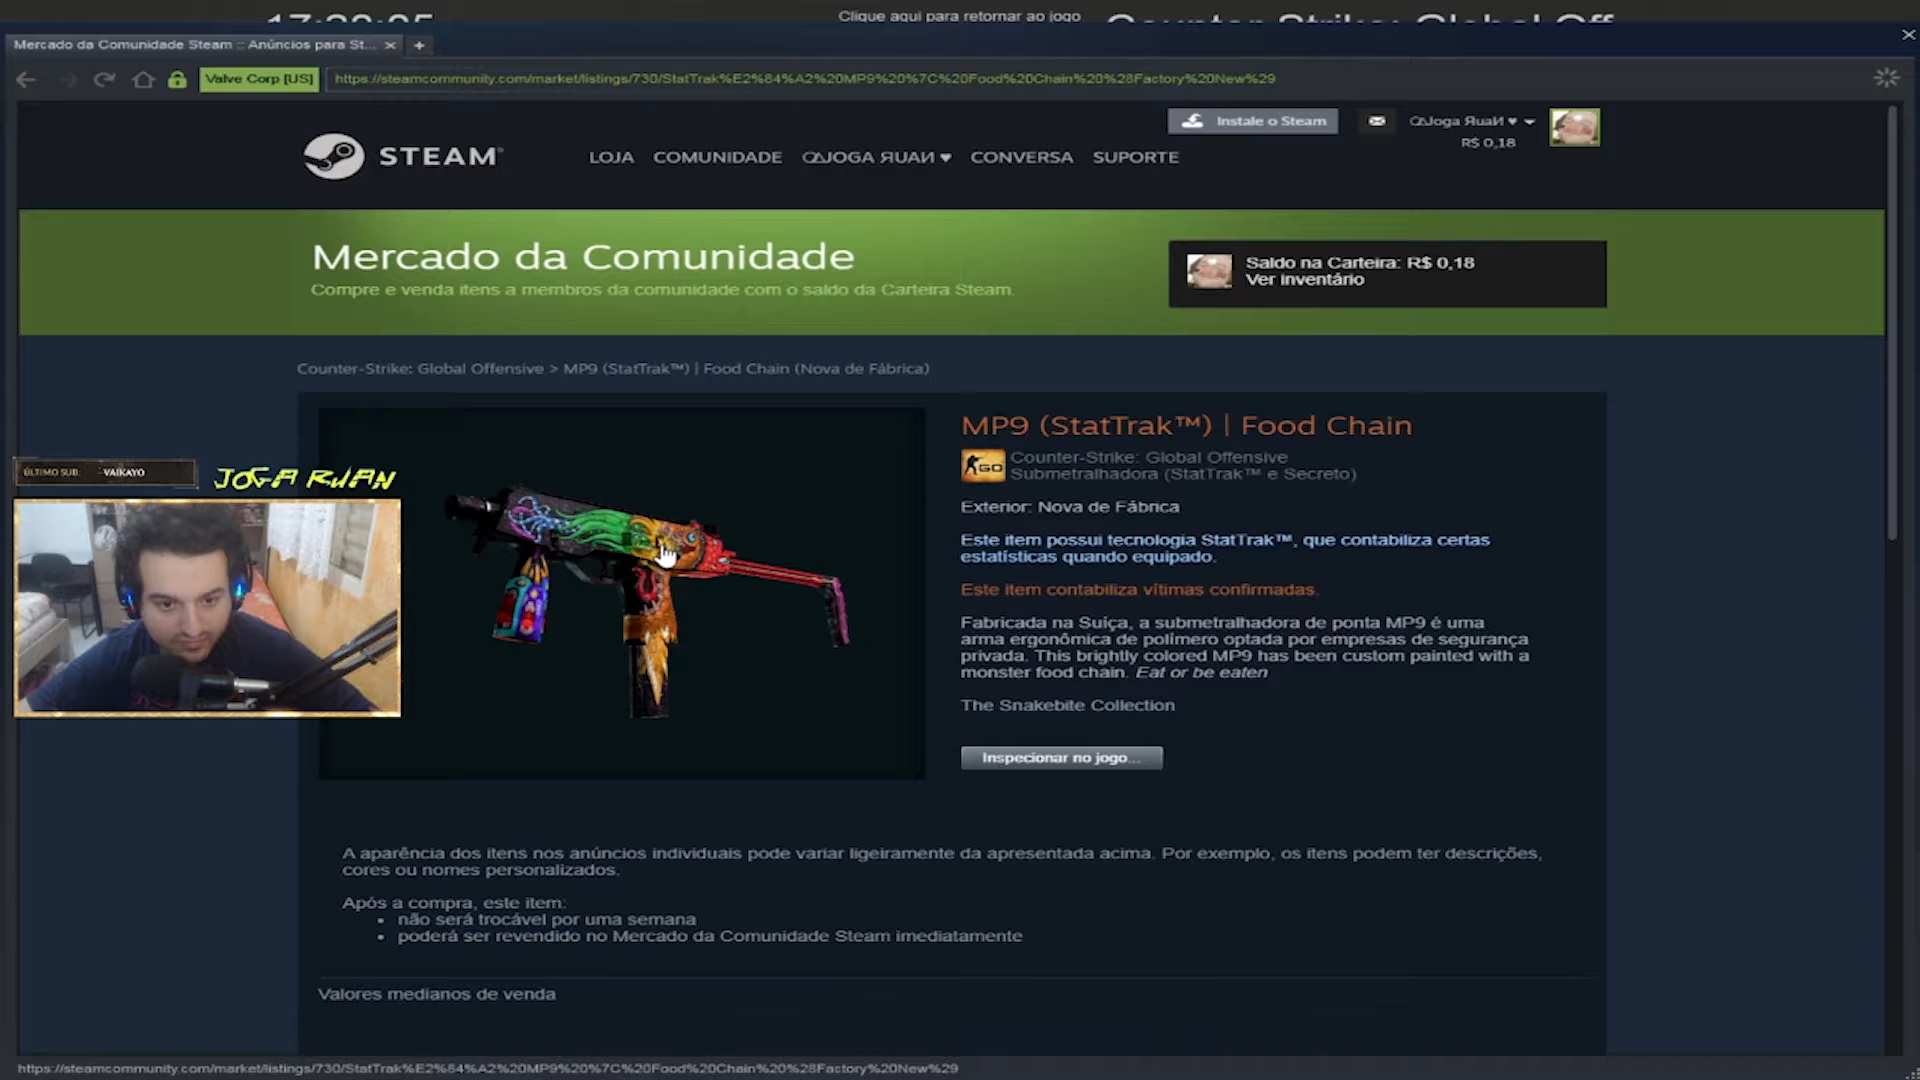 Clique aqui para retornar ao jogo
Mercado da Comunidade Steam :: Anúncios para St...
Valve Corp [US]
https://steamcommunity.com/market/listings/730/StatTrak%E2%84%A2%20MP9%20%7C%20Food%20Chain%20%28Factory%20New%29
Instale o Steam
Joga ЯuaИ ♥
R$ 0,18
STEAM
LOJA COMUNIDADE JOGA ЯUAИ ♥ CONVERSA SUPORTE
Mercado da Comunidade
Compre e venda itens a membros da comunidade com o saldo da Carteira Steam.
Saldo na Carteira: R$ 0,18
Ver inventário
Counter-Strike: Global Offensive > MP9 (StatTrak™) | Food Chain (Nova de Fábrica)
MP9 (StatTrak™) | Food Chain
GO
Counter-Strike: Global Offensive
Submetralhadora (StatTrak™ e Secreto)
Exterior: Nova de Fábrica
Este item possui tecnologia StatTrak™, que contabiliza certas
estatísticas quando equipado.
Este item contabiliza vítimas confirmadas.
Fabricada na Suíça, a submetralhadora de ponta MP9 é uma
arma ergonômica de polímero optada por empresas de segurança
privada. This brightly colored MP9 has been custom painted with a
monster food chain. Eat or be eaten
The Snakebite Collection
Inspecionar no jogo...
ÚLTIMO SUB: VAIKAYO
JOGA RUAN
A aparência dos itens nos anúncios individuais pode variar ligeiramente da apresentada acima. Por exemplo, os itens podem ter descrições,
cores ou nomes personalizados.
Após a compra, este item:
• não será trocável por uma semana
• poderá ser revendido no Mercado da Comunidade Steam imediatamente
Valores medianos de venda
https://steamcommunity.com/market/listings/730/StatTrak%E2%84%A2%20MP9%20%7C%20Food%20Chain%20%28Factory%20New%29